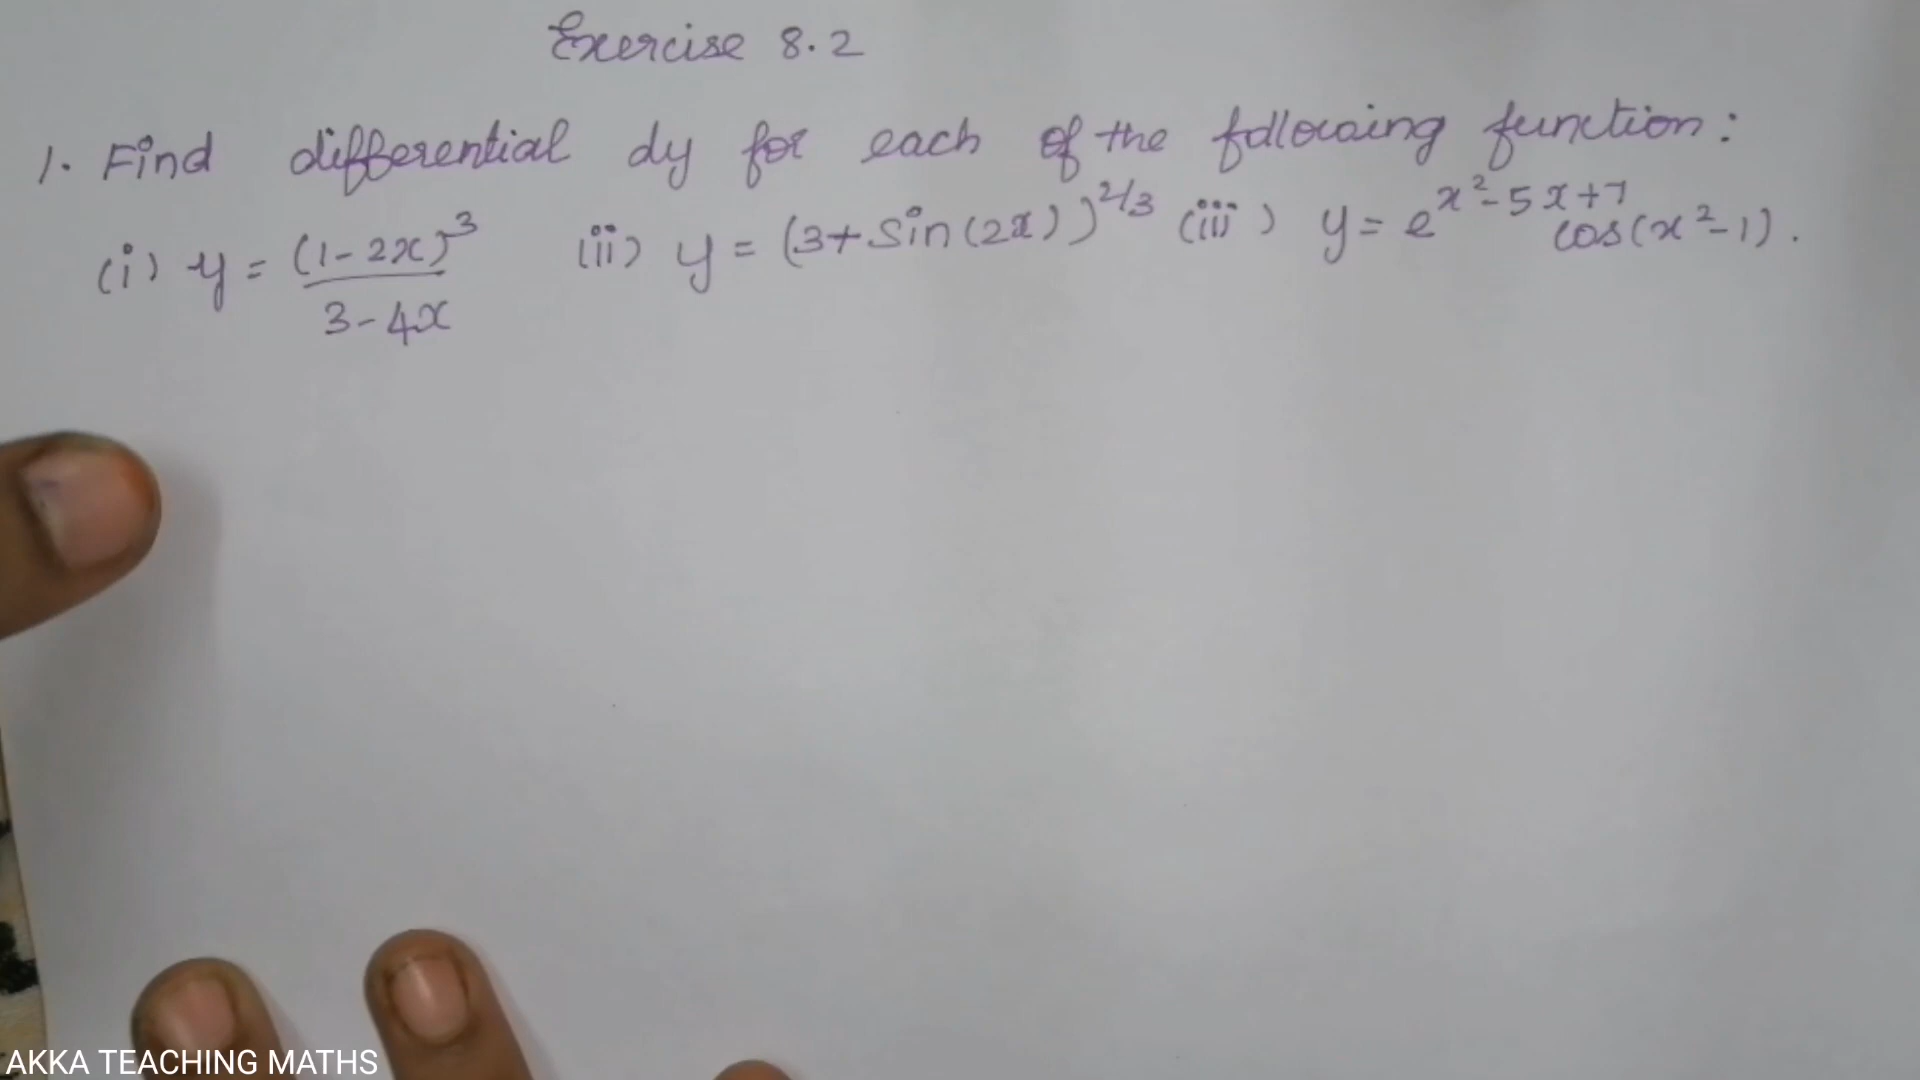 Exercise 8.2
1. Find differential dy for each of the following function:
(i) y = (1-2x)^3 / 3-4x (ii) y = (3+Sin(2x))^2/3 (iii) y = e^x^2-5x+7 cos(x^2-1).
AKKA TEACHING MATHS